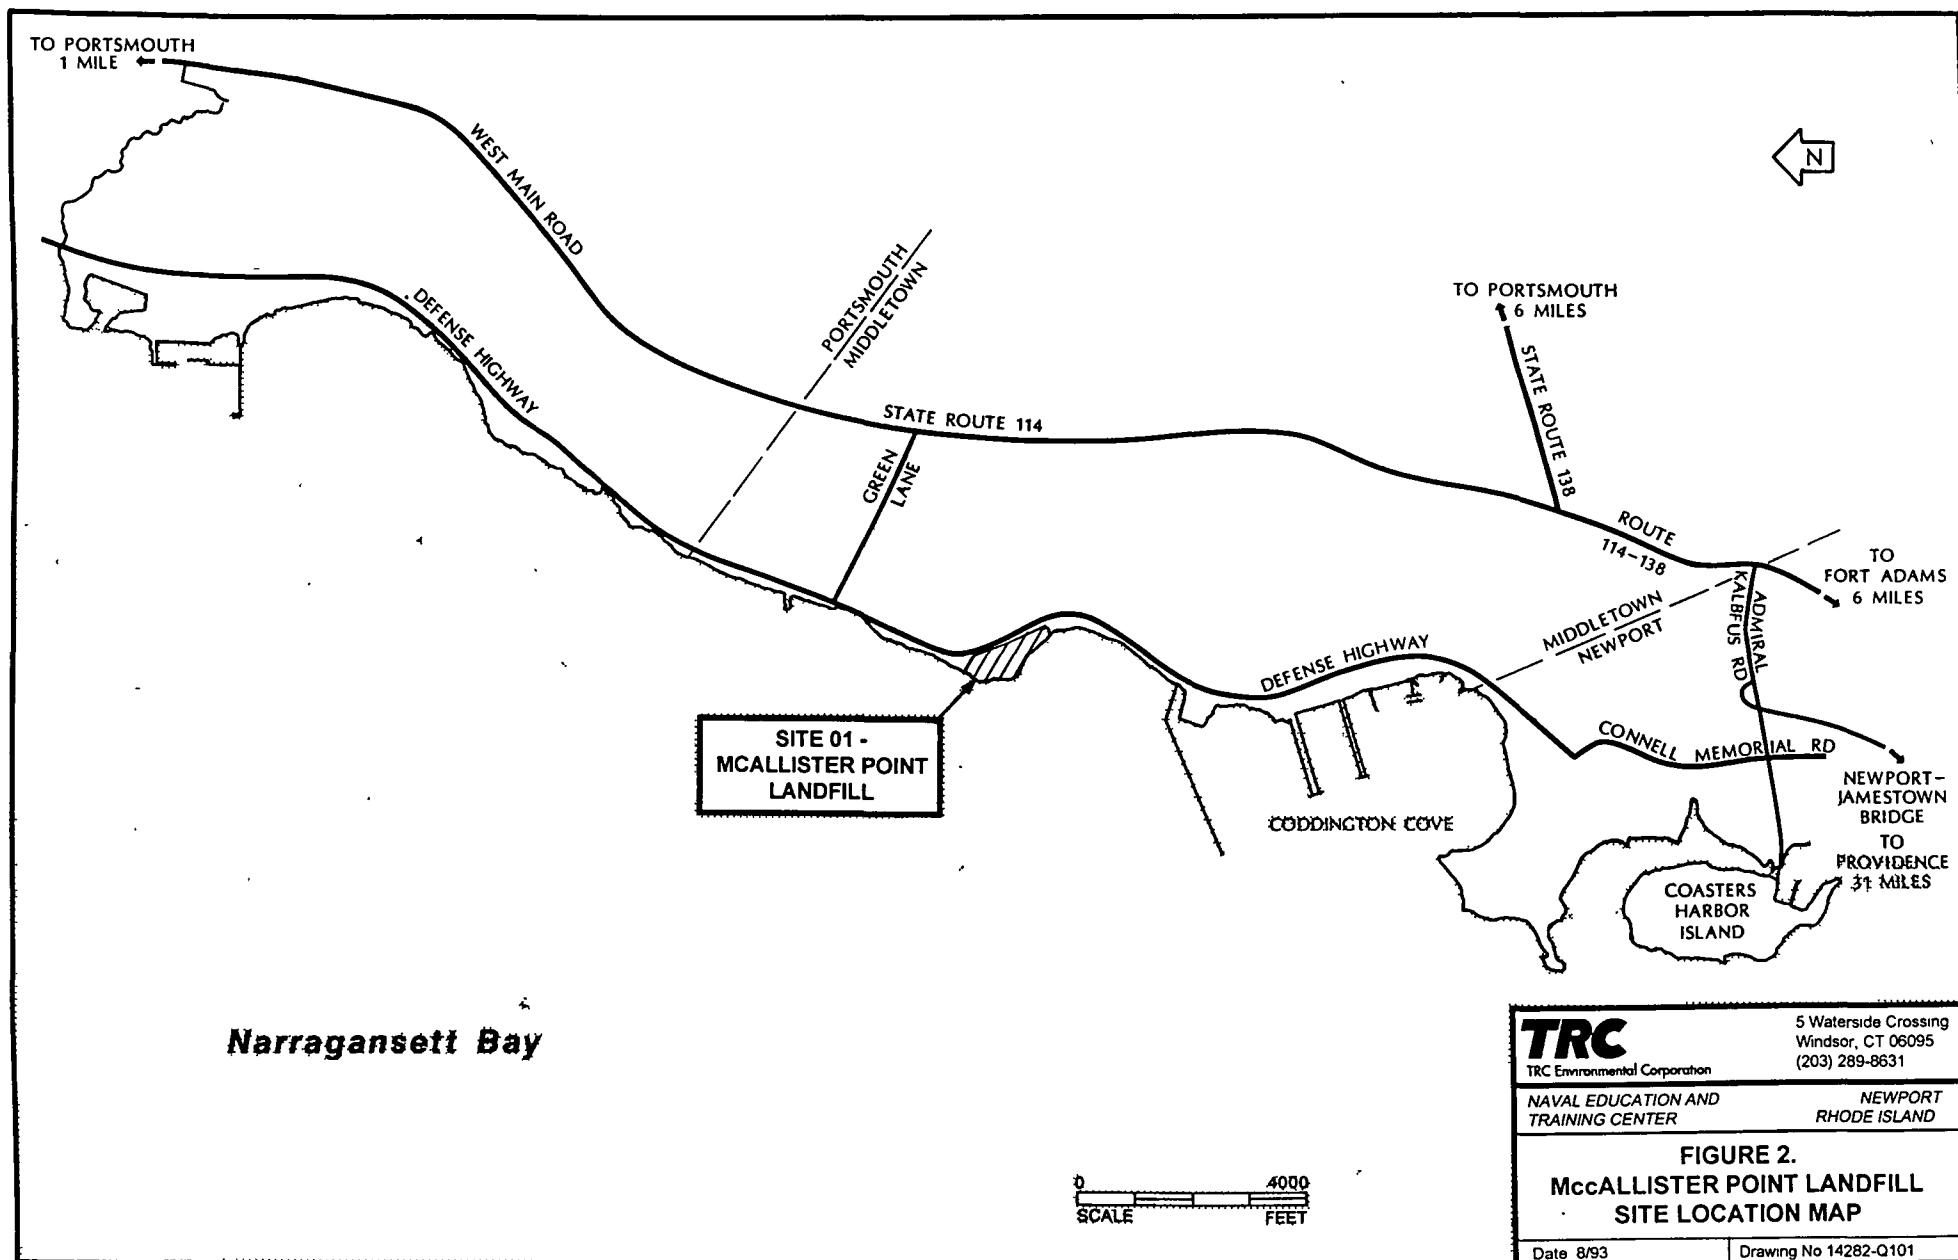 TO PORTSMOUTH
1 MILE
WEST MAIN ROAD
N
DEFENSE HIGHWAY
PORTSMOUTH
MIDDLETOWN
TO PORTSMOUTH
6 MILES
STATE ROUTE 138
STATE ROUTE 114
GREEN
LANE
ROUTE
114-138
TO
FORT ADAMS
6 MILES
ADMIRAL
KALBFUS RD
MIDDLETOWN
NEWPORT
DEFENSE HIGHWAY
SITE 01 -
MCALLISTER POINT
LANDFILL
CONNELL MEMORIAL RD
NEWPORT-
JAMESTOWN
BRIDGE
TO
PROVIDENCE
31 MILES
CODDINGTON COVE
COASTERS
HARBOR
ISLAND
Narragansett Bay
0 4000
SCALE FEET
TRC
TRC Environmental Corporation
5 Waterside Crossing
Windsor, CT 06095
(203) 289-8631
NAVAL EDUCATION AND
TRAINING CENTER
NEWPORT
RHODE ISLAND
FIGURE 2.
MccALLISTER POINT LANDFILL
SITE LOCATION MAP
Date 8/93
Drawing No 14282-Q101